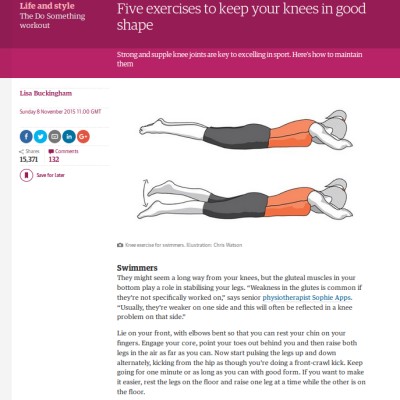 Life and style
The Do Something
workout
Five exercises to keep your knees in good
shape
Strong and supple knee joints are key to excelling in sport. Here's how to maintain
them
Lisa Buckingham
Sunday 8 November 2015 11.00 GMT
Shares
15,371
Comments
132
Save for later
Knee exercise for swimmers. Illustration: Chris Watson
Swimmers
They might seem a long way from your knees, but the gluteal muscles in your
bottom play a role in stabilising your legs. “Weakness in the glutes is common if
they're not specifically worked on,” says senior physiotherapist Sophie Apps.
“Usually, they're weaker on one side and this will often be reflected in a knee
problem on that side.”
Lie on your front, with elbows bent so that you can rest your chin on your
fingers. Engage your core, point your toes out behind you and then raise both
legs in the air as far as you can. Now start pulsing the legs up and down
alternately, kicking from the hip as though you're doing a front-crawl kick. Keep
going for one minute or as long as you can with good form. If you want to make
it easier, rest the legs on the floor and raise one leg at a time while the other is on
the floor.